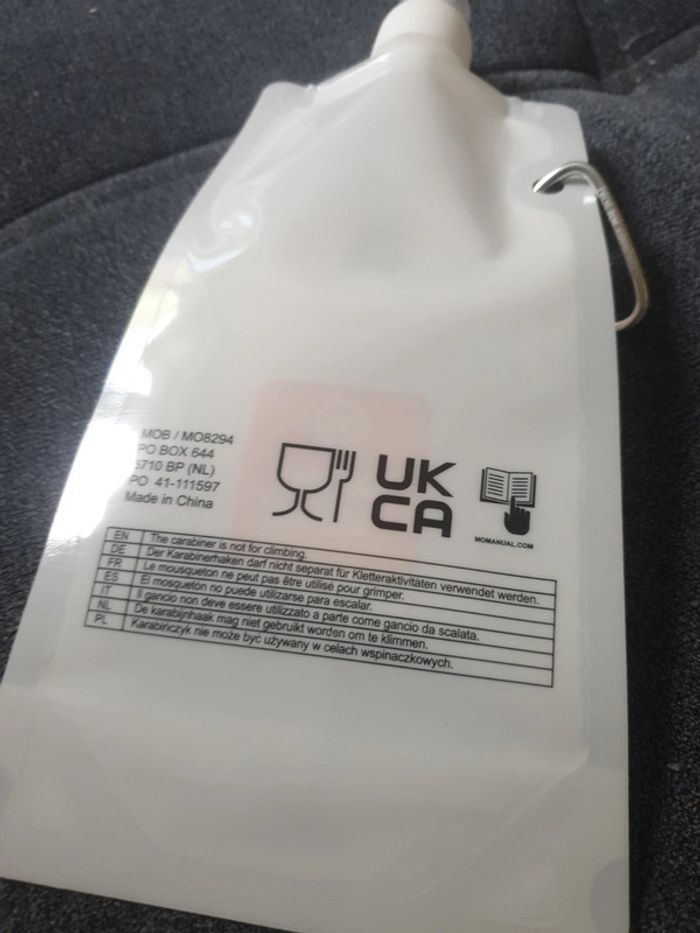 MOB / MO8294
PO BOX 644
5710 BP (NL)
PO 41-111597
Made in China
UK
CA
MOMANUAL.COM
EN The carabiner is not for climbing.
DE Der Karabinerhaken darf nicht separat für Kletteraktivitäten verwendet werden.
FR Le mousqueton ne peut pas être utilisé pour grimper.
ES El mosquetón no puede utilizarse para escalar.
IT Il gancio non deve essere utilizzato a parte come gancio da scalata.
NL De karabijnhaak mag niet gebruikt worden om te klimmen.
PL Karabińczyk nie może być używany w celach wspinaczkowych.